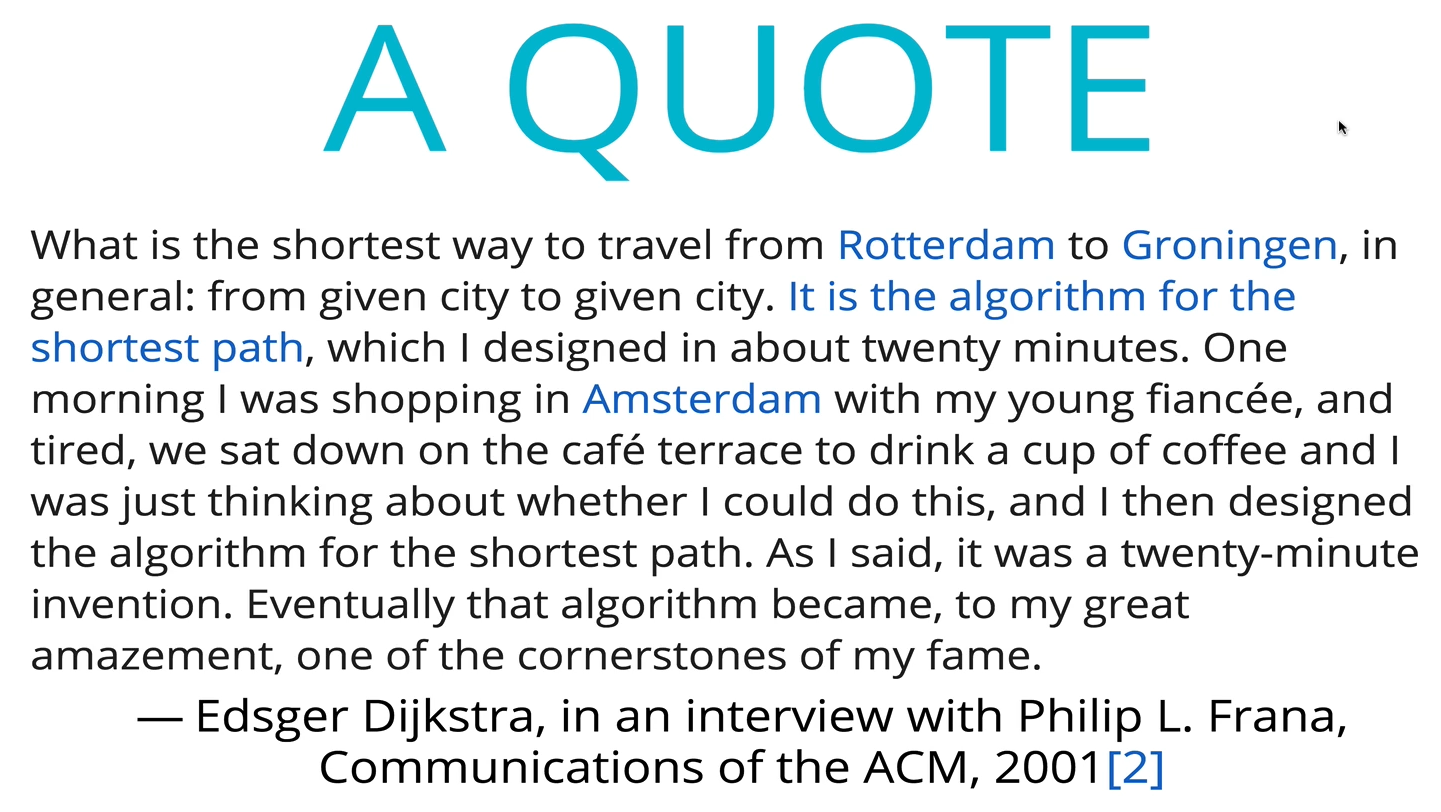 A QUOTE
What is the shortest way to travel from Rotterdam to Groningen, in
general: from given city to given city. It is the algorithm for the
shortest path, which I designed in about twenty minutes. One
morning I was shopping in Amsterdam with my young fiancée, and
tired, we sat down on the café terrace to drink a cup of coffee and I
was just thinking about whether I could do this, and I then designed
the algorithm for the shortest path. As I said, it was a twenty-minute
invention. Eventually that algorithm became, to my great
amazement, one of the cornerstones of my fame.
— Edsger Dijkstra, in an interview with Philip L. Frana,
Communications of the ACM, 2001[2]